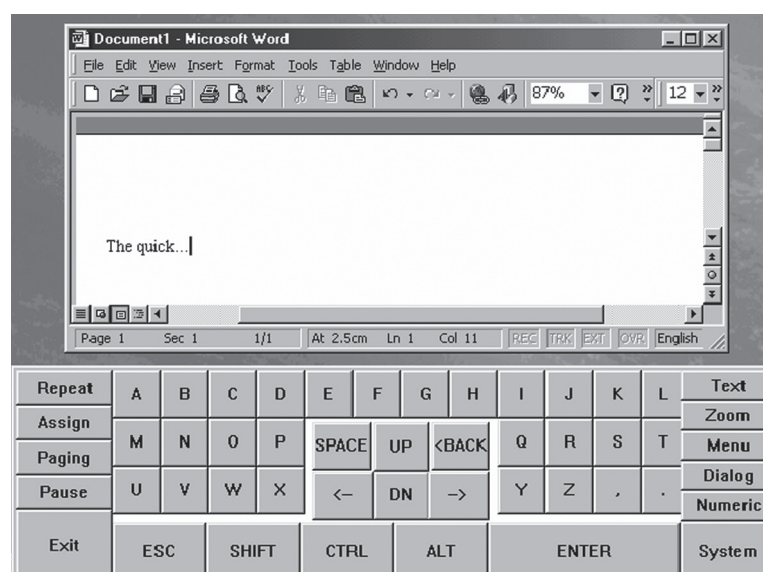 Document1 - Microsoft Word
File Edit View Insert Format Tools Table Window Help
87% 12
The quick...
Page 1 Sec 1 1/1 At 2.5cm Ln 1 Col 11 REC TRK EXT OVR English
Repeat A B C D E F G H I J K L Text
Assign Zoom
Paging M N O P SPACE UP <BACK Q R S T Menu
Pause U V W X <- DN -> Y Z , . Dialog
Numeric
Exit ESC SHIFT CTRL ALT ENTER System